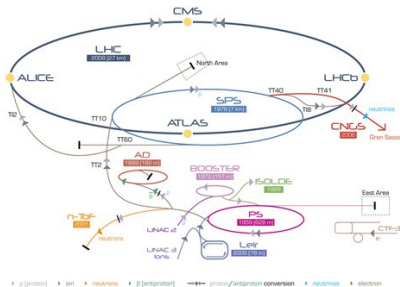 CMS
LHC
2008 [27 km]
North Area
ALICE
LHCb
TT40
TT41
SPS
1976 [7 km]
TI8
TI2
TT10
ATLAS
CNGS
2006
neutrinos
Gran Sasso
TT60
AD
1999 [182 m]
TT2
BOOSTER
1972 [157 m]
ISOLDE
1989
East Area
n-ToF
2001
PS
1959 [628 m]
CTF3
e-
neutrons
LINAC 2
LINAC 3
Ions
Leir
2005 [78 m]
p [proton]
ion
neutrons
p̄ [antiproton]
proton/antiproton conversion
neutrinos
electron